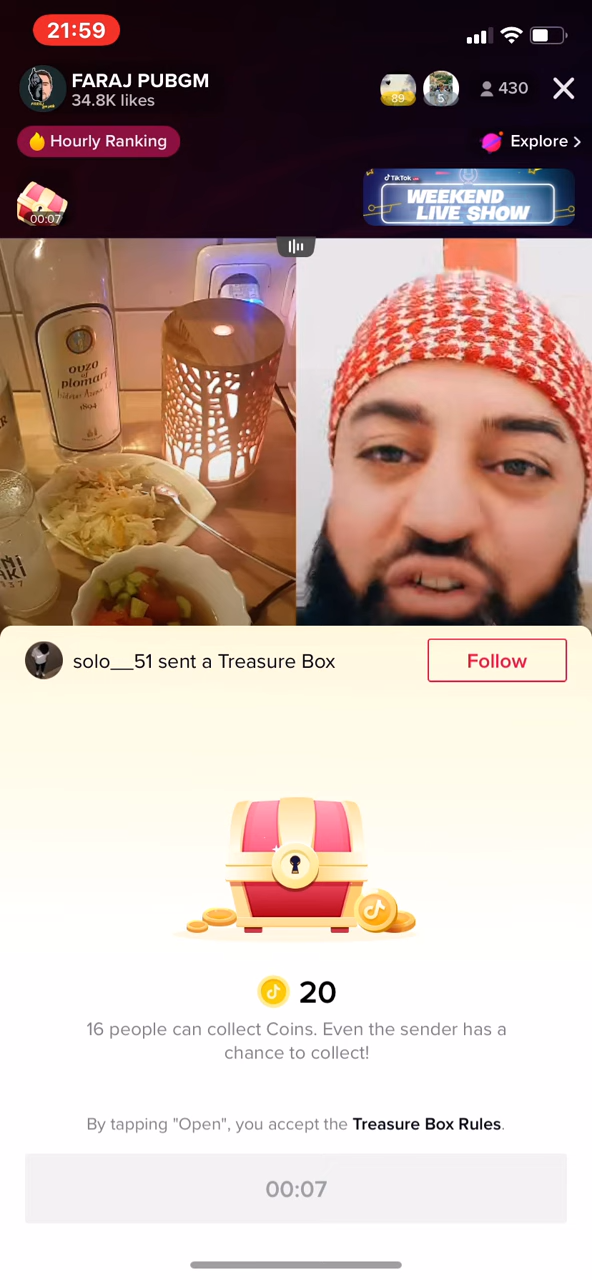 21:59
FARAJ PUBGM
34.8K likes
89
5
430
Hourly Ranking
Explore >
00:07
TikTok
WEEKEND
LIVE SHOW
OUZO
of
Plomari
1894
solo__51 sent a Treasure Box
Follow
20
16 people can collect Coins. Even the sender has a
chance to collect!
By tapping "Open", you accept the Treasure Box Rules.
00:07